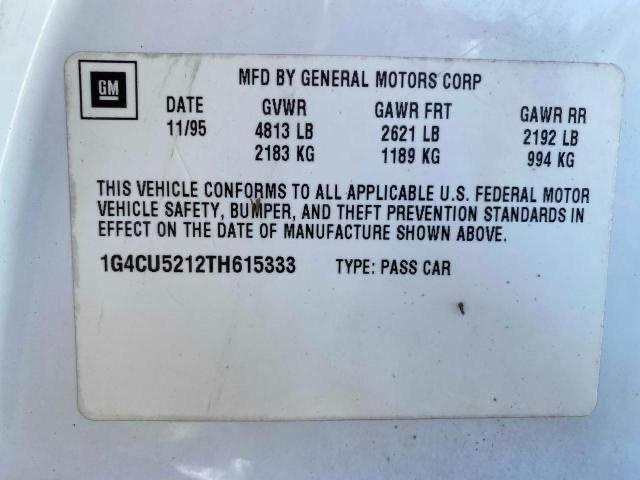 GM
MFD BY GENERAL MOTORS CORP
DATE GVWR GAWR FRT GAWR RR
11/95 4813 LB 2621 LB 2192 LB
2183 KG 1189 KG 994 KG
THIS VEHICLE CONFORMS TO ALL APPLICABLE U.S. FEDERAL MOTOR
VEHICLE SAFETY, BUMPER, AND THEFT PREVENTION STANDARDS IN
EFFECT ON THE DATE OF MANUFACTURE SHOWN ABOVE.
1G4CU5212TH615333 TYPE: PASS CAR